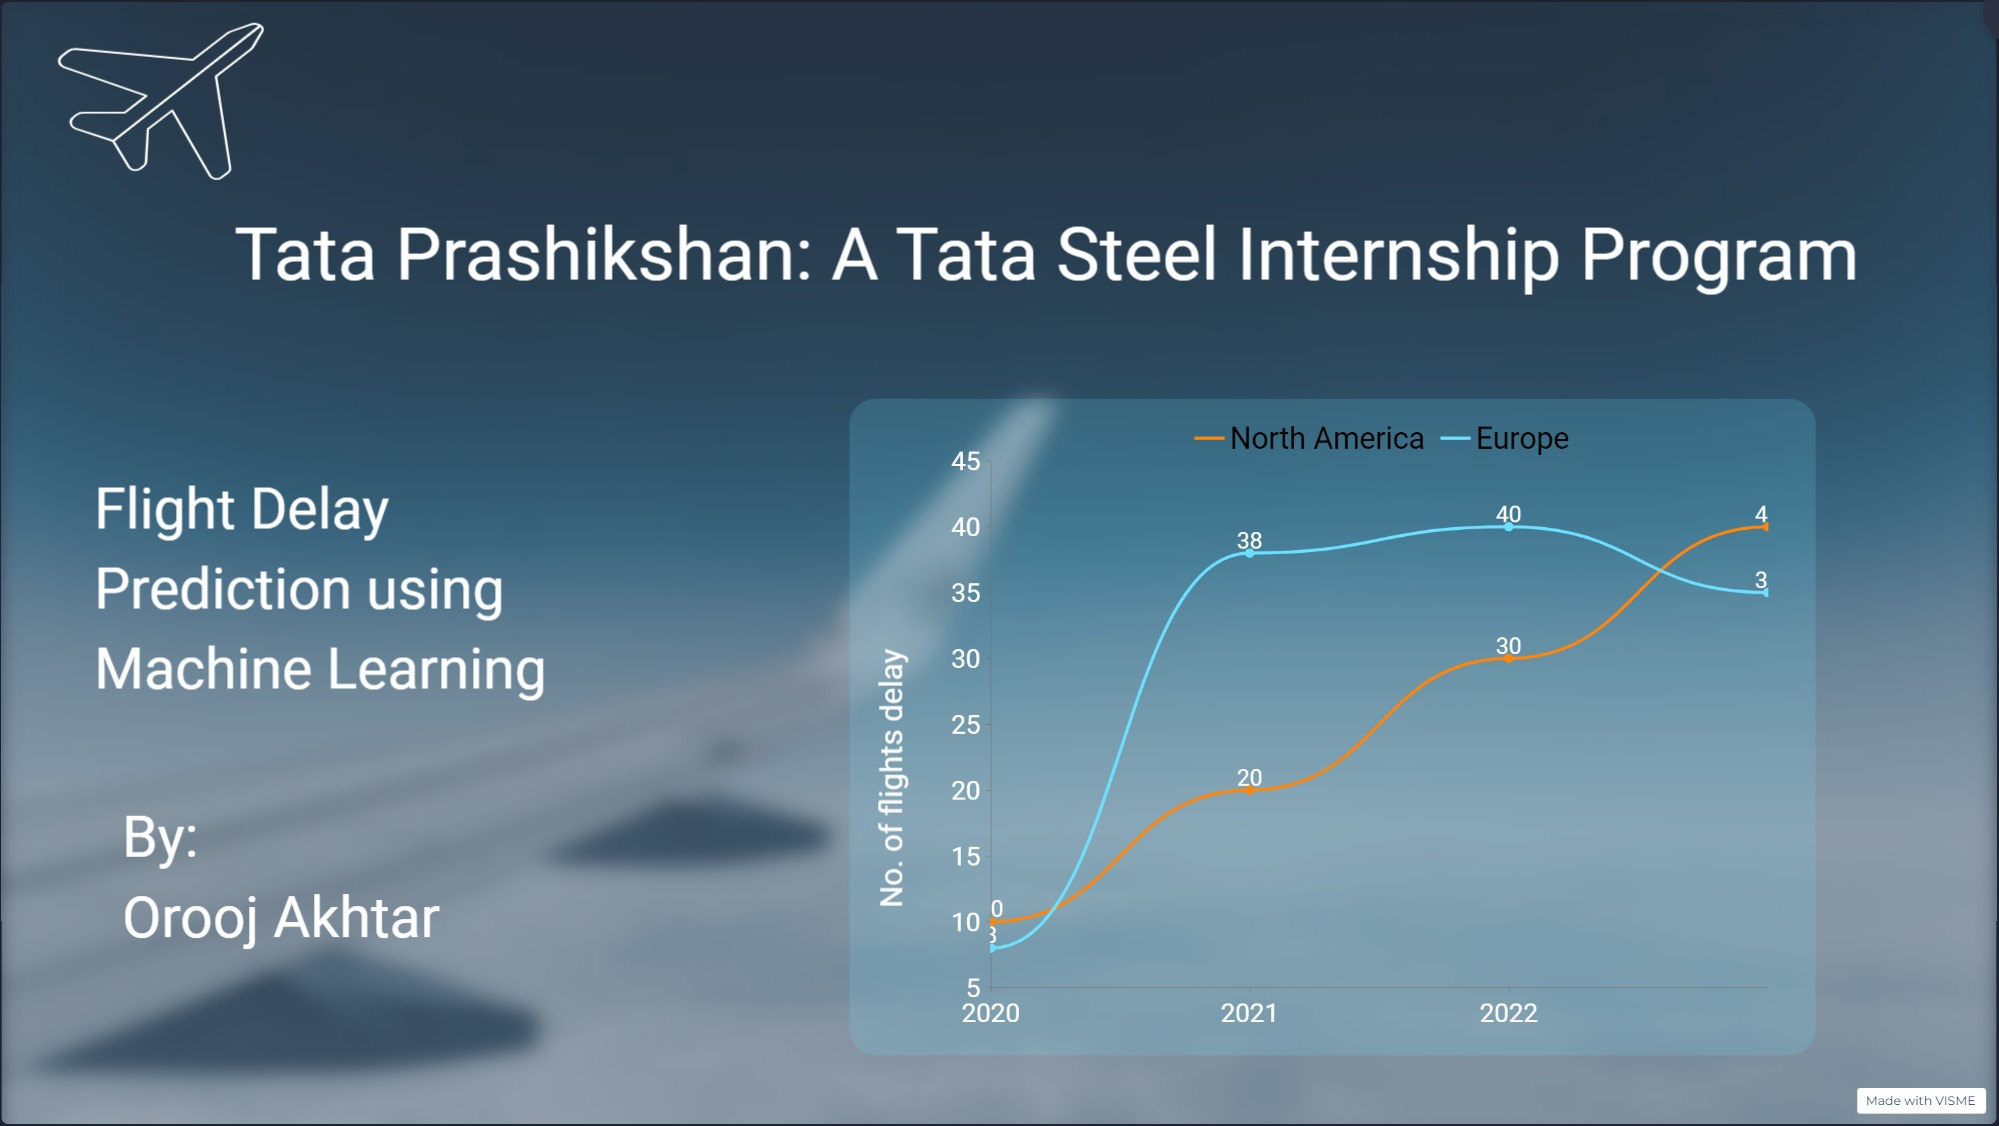 Tata Prashikshan: A Tata Steel Internship Program
Flight Delay
Prediction using
Machine Learning
By:
Orooj Akhtar
North America Europe
No. of flights delay
45
40
35
30
25
20
15
10
5
38
40
4
3
30
20
0
2020 2021 2022
Made with VISME